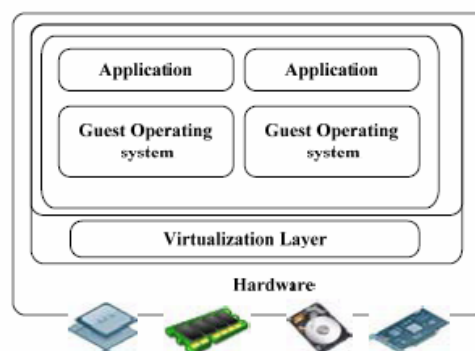 Application Application
Guest Operating system Guest Operating system
Virtualization Layer
Hardware